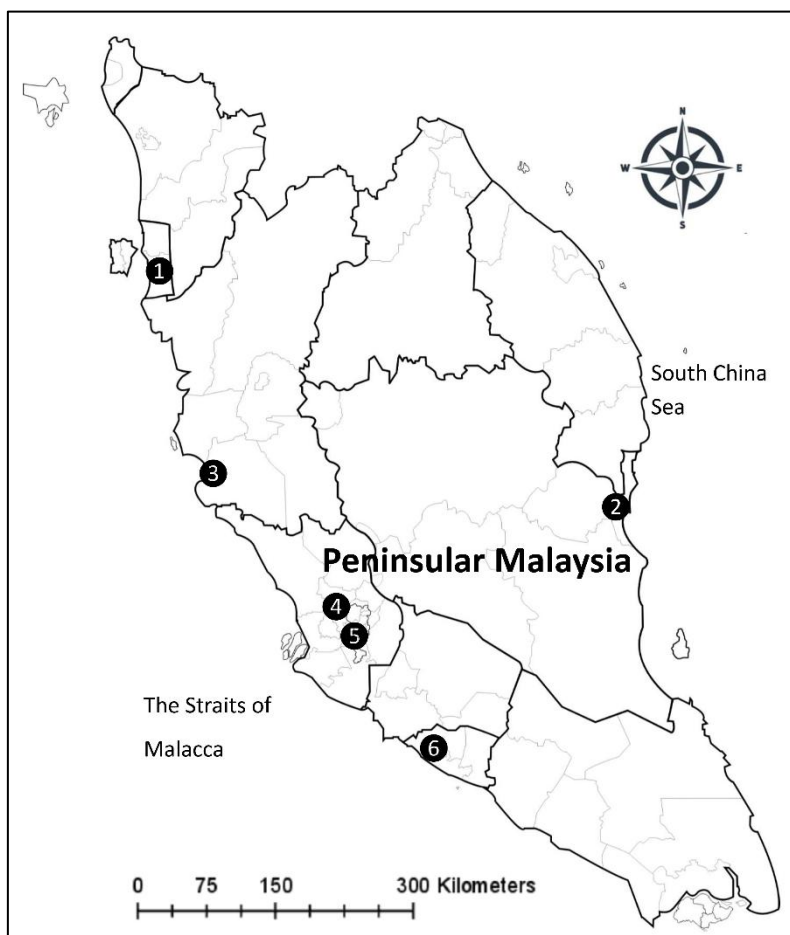 N
W E
S
1
South China
Sea
3
2
Peninsular Malaysia
4
5
The Straits of
Malacca
6
0 75 150 300 Kilometers